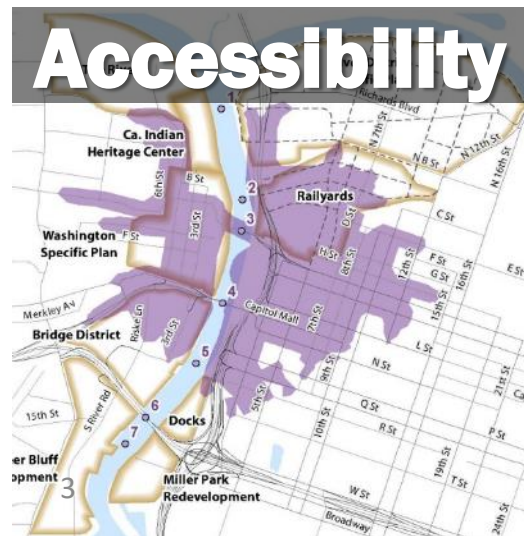 Accessibility
Richards Blvd
1
Ca. Indian
Heritage Center
N 7th St
N 12th St
N 16th St
N B St
6th St
B St
2
Railyards
C St
3rd St
3
D St
Washington
Specific Plan
F St
H St
8th St
12th St
F St
G St
E St
15th St
16th St
4
Capitol Mall
7th St
Merkley Av
Riske Ln
3rd St
Bridge District
L St
5
9th St
N St
21st St
5th St
15th St
S River Rd
6
Docks
10th St
Q St
R St
P St
7
er Bluff
opment
3
19th St
T St
Miller Park
Redevelopment
W St
Broadway
24th St